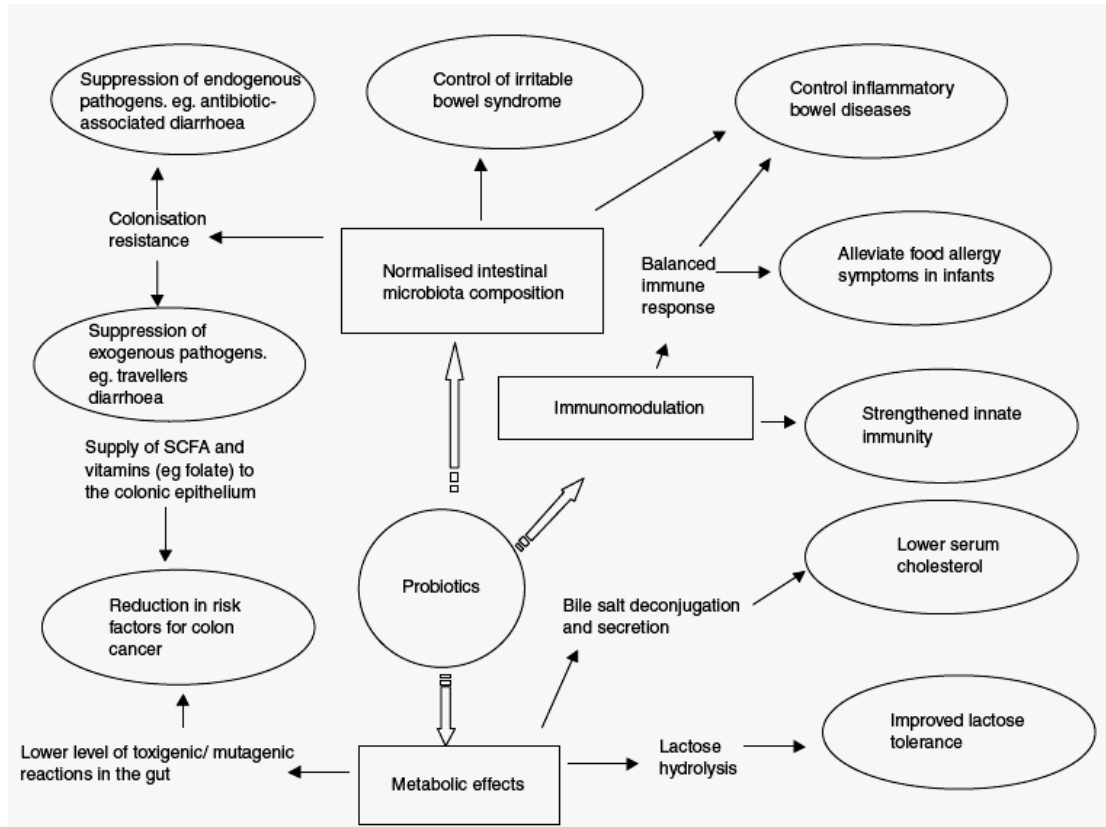 Suppression of endogenous
pathogens. eg. antibiotic-
associated diarrhoea
Control of irritable
bowel syndrome
Control inflammatory
bowel diseases
Colonisation
resistance
Normalised intestinal
microbiota composition
Balanced
immune
response
Alleviate food allergy
symptoms in infants
Suppression of
exogenous pathogens.
eg. travellers
diarrhoea
Immunomodulation
Strengthened innate
immunity
Supply of SCFA and
vitamins (eg folate) to
the colonic epithelium
Probiotics
Lower serum
cholesterol
Reduction in risk
factors for colon
cancer
Bile salt deconjugation
and secretion
Lower level of toxigenic/ mutagenic
reactions in the gut
Metabolic effects
Lactose
hydrolysis
Improved lactose
tolerance